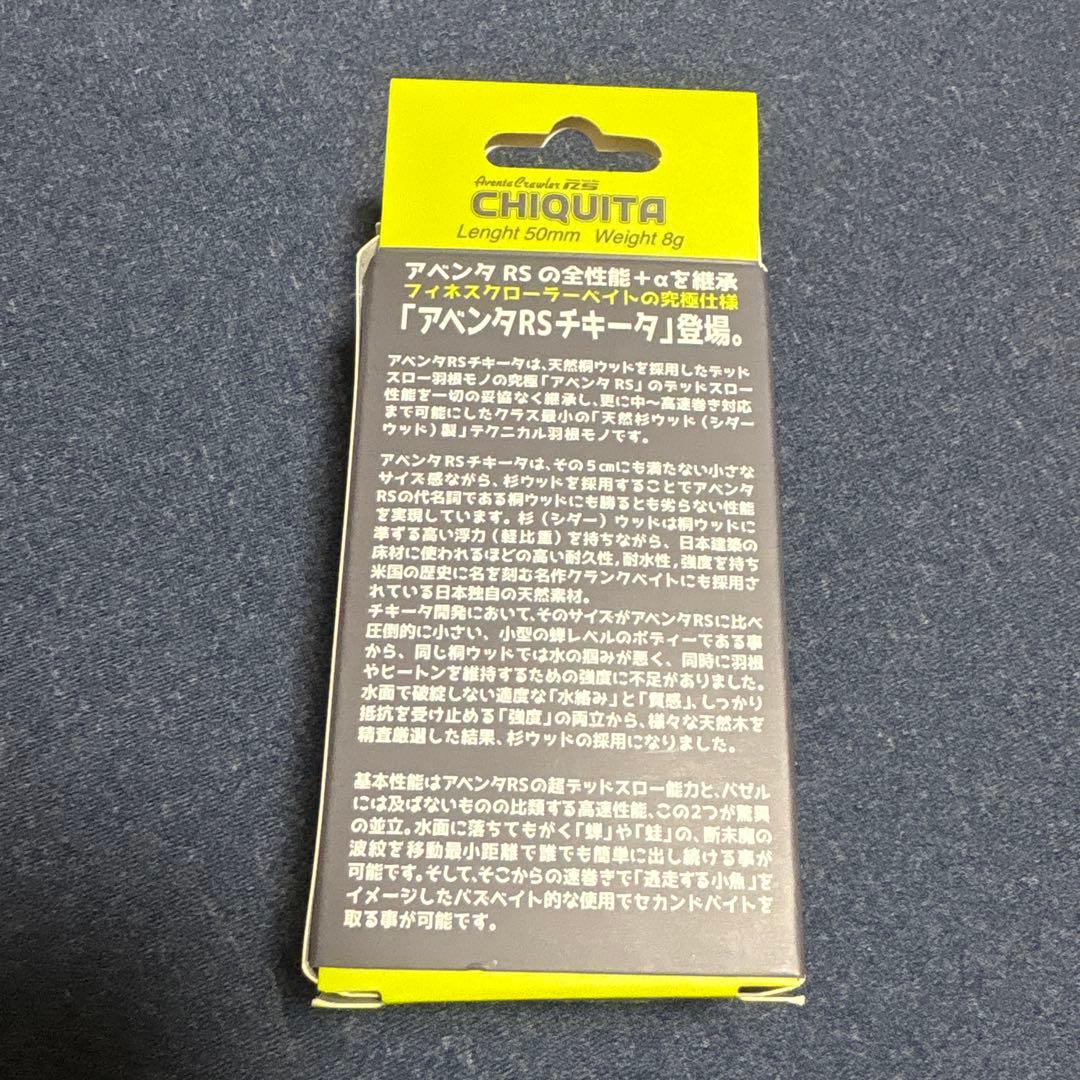 Aventa Crawler RS
CHIQUITA
Lenght 50mm Weight 8g
アベンタ RS の全性能+αを継承
フィネスクローラーベイトの究極仕様
「アベンタRSチキータ」登場。
アベンタRSチキータは、天然桐ウッドを採用したデッド
スロー羽根モノの究極「アベンタ RS」のデッドスロー
性能を一切の妥協なく継承し、更に中~高速巻き対応
まで可能にしたクラス最小の「天然杉ウッド(シダー
ウッド)製」テクニカル羽根モノです。
アベンタRSチキータは、その5㎝にも満たない小さな
サイズ感ながら、杉ウッドを採用することでアベンタ
RSの代名詞である桐ウッドにも勝るとも劣らない性能
を実現しています。杉(シダー)ウッドは桐ウッドに
準ずる高い浮力(軽比重)を持ちながら、日本建築の
床材に使われるほどの高い耐久性,耐水性,強度を持ち
米国の歴史に名を刻む名作クランクベイトにも採用さ
れている日本独自の天然素材。
チキータ開発において、そのサイズがアベンタRSに比べ
圧倒的に小さい、小型の蝉レベルのボディーである事
から、同じ桐ウッドでは水の掴みが悪く、同時に羽根
やヒートンを維持するための強度に不足がありました。
水面で破綻しない適度な「水絡み」と「質感」、しっかり
抵抗を受け止める「強度」の両立から、様々な天然木を
精査厳選した結果、杉ウッドの採用になりました。
基本性能はアベンタRSの超デッドスロー能力と、バゼル
には及ばないものの比類する高速性能、この2つが驚異
の並立。水面に落ちてもがく「蝉」や「蛙」の、断末魔の
波紋を移動最小距離で誰でも簡単に出し続ける事が
可能です。そして、そこからの速巻きで「逃走する小魚」を
イメージしたバズベイト的な使用でセカンドバイトを
取る事が可能です。